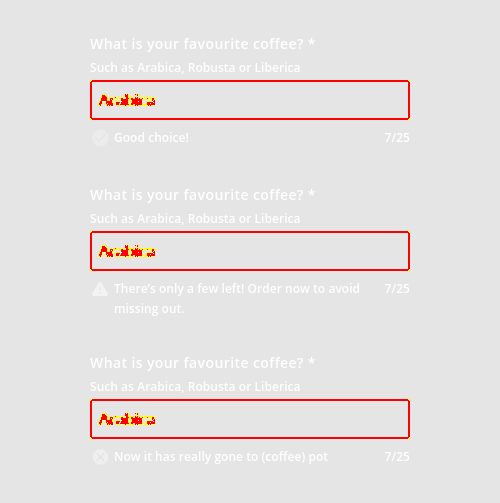 What is your favourite coffee? *
Such as Arabica, Robusta or Liberica
Arabica
Good choice! 7/25
What is your favourite coffee? *
Such as Arabica, Robusta or Liberica
Arabica
There's only a few left! Order now to avoid 7/25
missing out.
What is your favourite coffee? *
Such as Arabica, Robusta or Liberica
Arabica
Now it has really gone to (coffee) pot 7/25